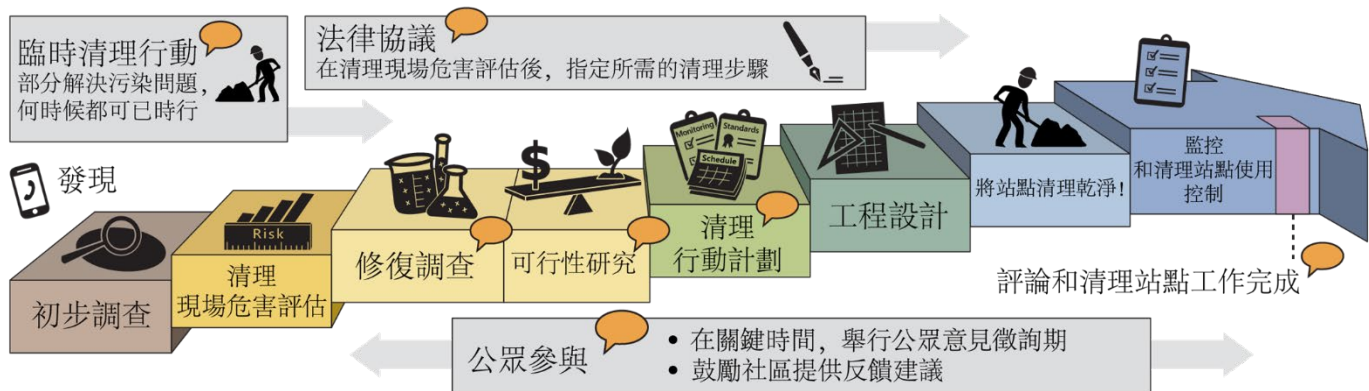 臨時清理行動
部分解決污染問題,
何時候都可已時行
法律協議
在清理現場危害評估後, 指定所需的清理步驟
發現
初步調查
Risk
清理
現場危害評估
修復調查
$
可行性研究
Monitoring
Standards
Schedule
清理
行動計劃
工程設計
將站點清理乾淨!
監控
和清理站點使用
控制
評論和清理站點工作完成
公眾參與
• 在關鍵時間, 舉行公眾意見徵詢期
• 鼓勵社區提供反饋建議